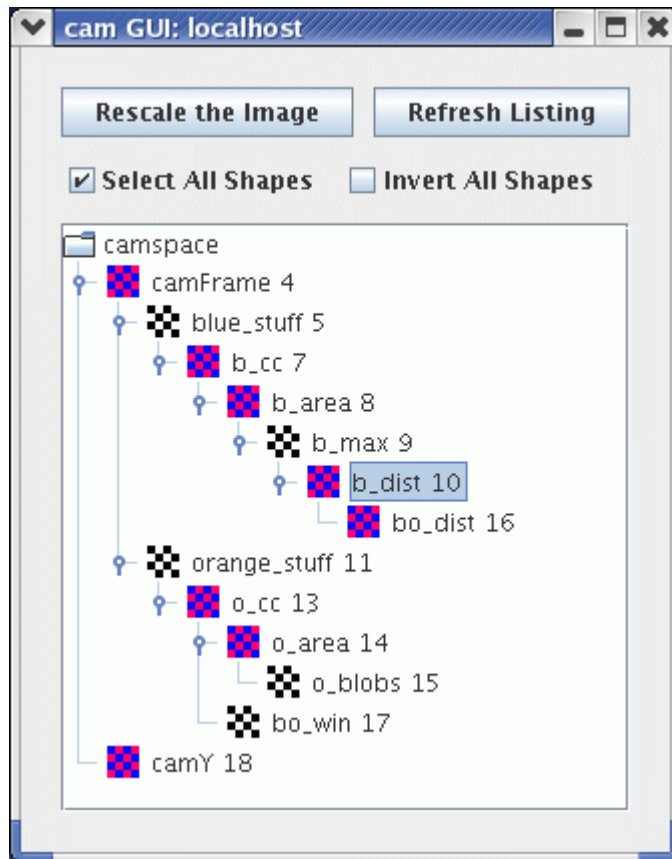 cam GUI: localhost
Rescale the Image Refresh Listing
Select All Shapes Invert All Shapes
camspace
camFrame 4
blue_stuff 5
b_cc 7
b_area 8
b_max 9
b_dist 10
bo_dist 16
orange_stuff 11
o_cc 13
o_area 14
o_blobs 15
bo_win 17
camY 18